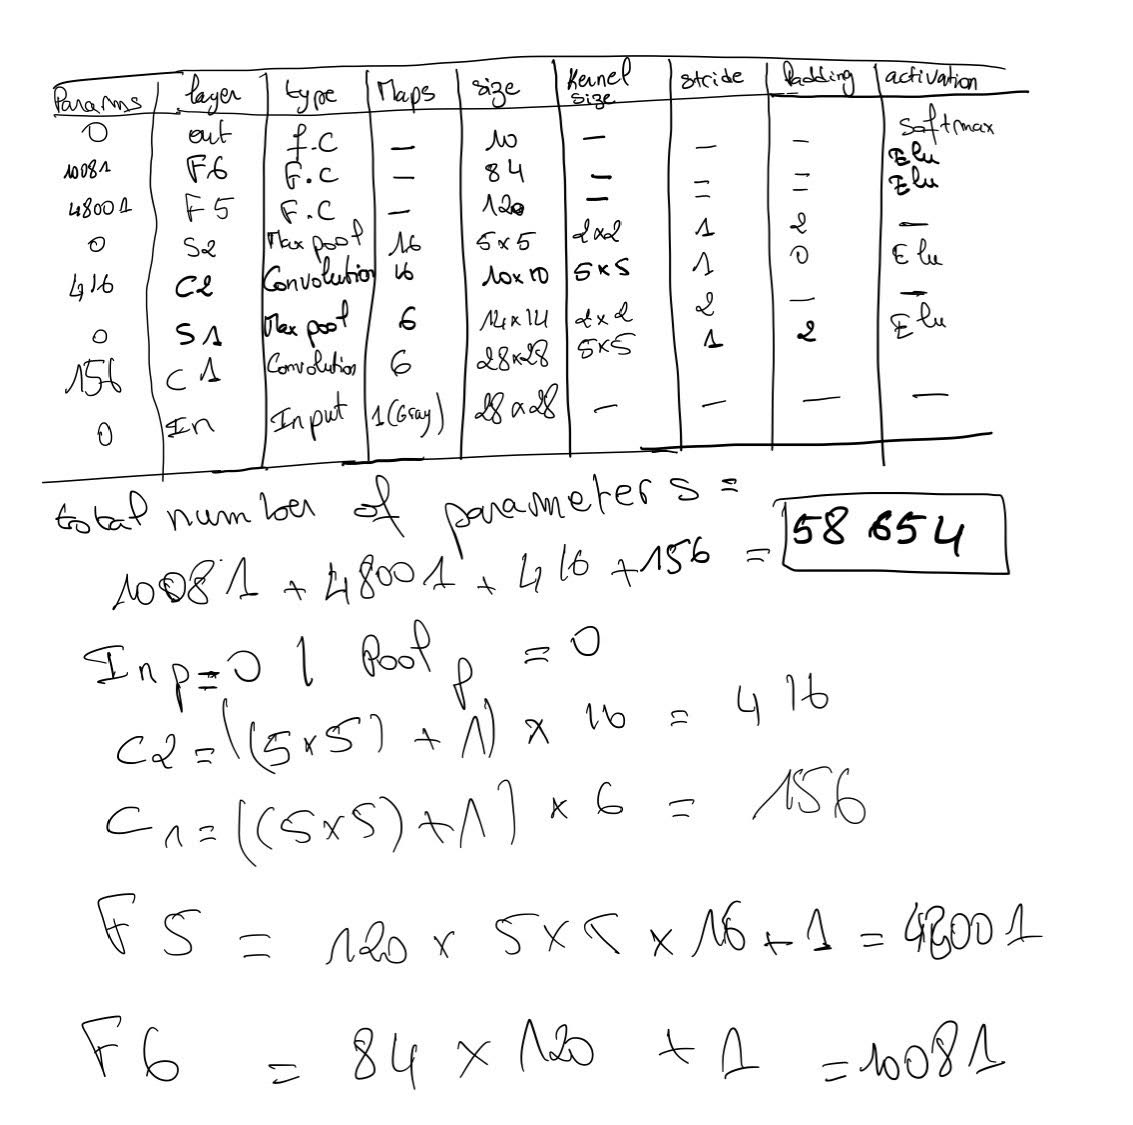 Params layer type Maps size Kernel size stride Padding activation
0 out f.C — 10 — — — Softmax
10081 F6 F.C — 84 — — — Elu
48001 F5 F.C — 120 — — — Elu
0 S2 Max pool 16 5x5 2x2 1 2 —
416 C2 Convolution 16 10x10 5x5 1 0 Elu
0 S1 Max pool 6 14x14 2x2 2 — —
156 C1 Convolution 6 28x28 5x5 1 2 Elu
0 In Input 1(Gray) 28x28 — — — —
total number of parameters =
10081 + 48001 + 416 + 156 = 58 654
Inp=0 | Pool p = 0
C2 = ((5x5) + 1) x 16 = 416
C1 = ((5x5) + 1) x 6 = 156
F5 = 120 x 5x5 x 16 + 1 = 48001
F6 = 84 x 120 + 1 = 10081